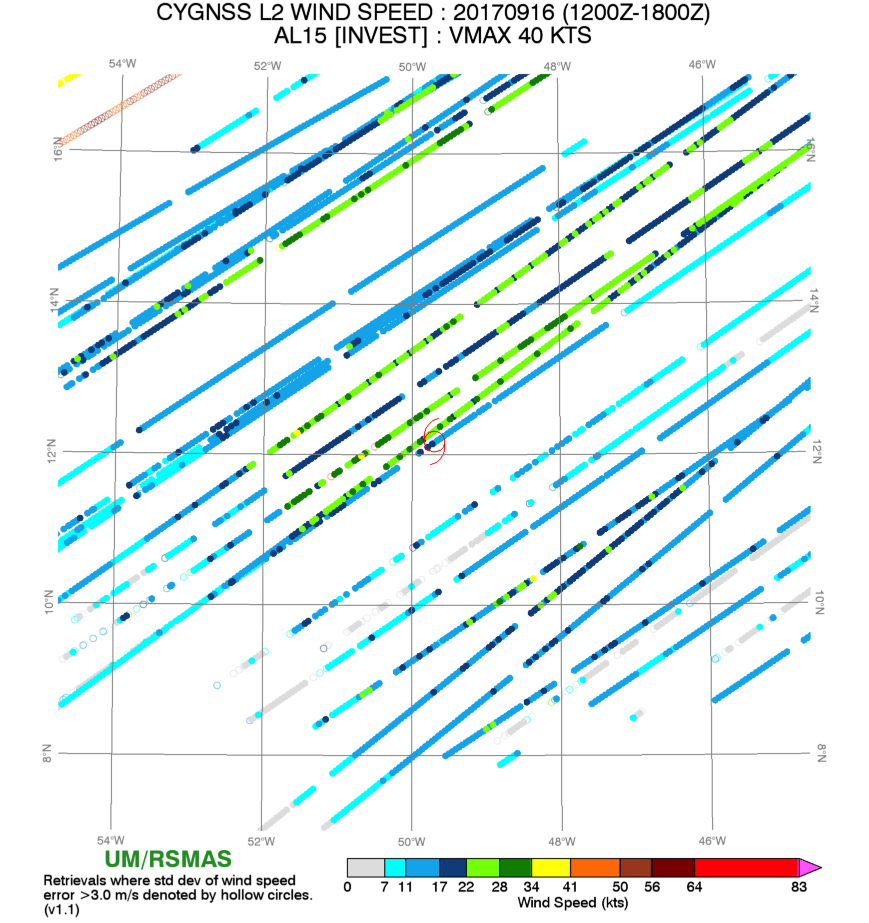 CYGNSS L2 WIND SPEED : 20170916 (1200Z-1800Z)
AL15 [INVEST] : VMAX 40 KTS
54°W 52°W 50°W 48°W 46°W
16°N 16°N
14°N 14°N
12°N 12°N
10°N 10°N
8°N 8°N
54°W 52°W 50°W 48°W 46°W
UM/RSMAS
Retrievals where std dev of wind speed
error >3.0 m/s denoted by hollow circles.
(v1.1)
0 7 11 17 22 28 34 41 50 56 64 83
Wind Speed (kts)